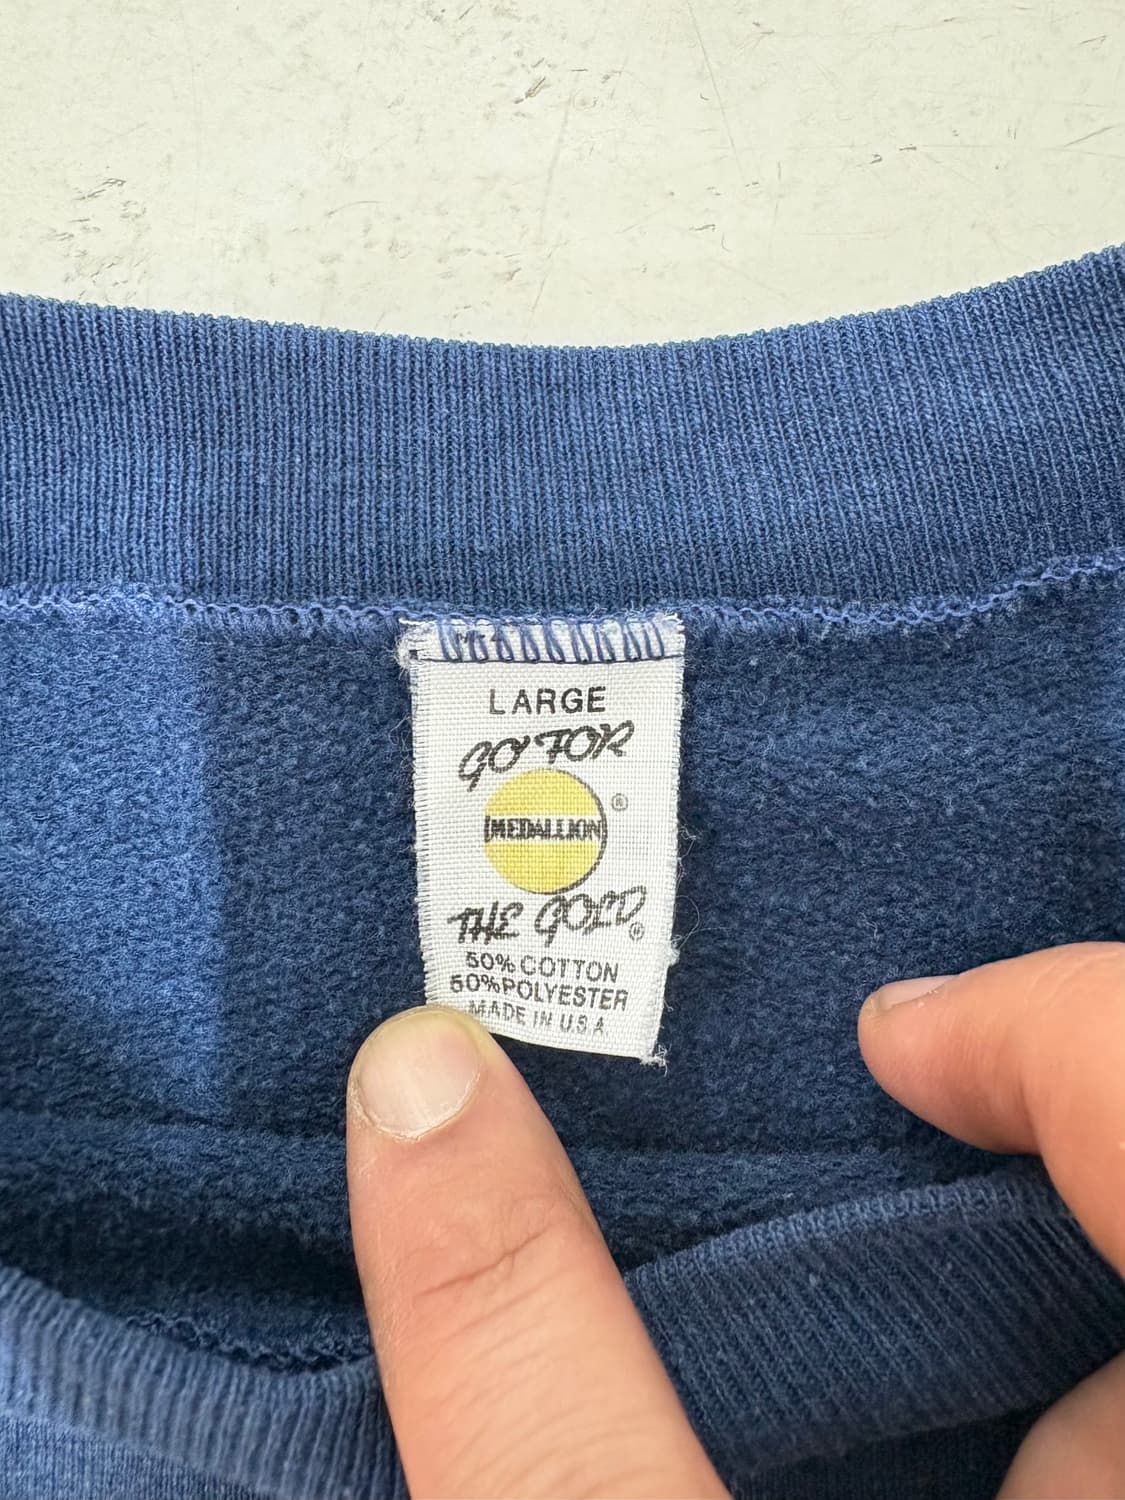 LARGE
GO FOR
MEDALLION ®
THE GOLD ®
50% COTTON
50% POLYESTER
MADE IN U.S.A.